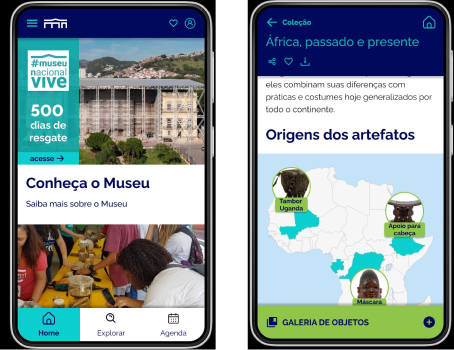 #museu
nacional
vive
500
dias de
resgate
acesse →
Conheça o Museu
Saiba mais sobre o Museu
Home
Explorar
Agenda
Coleção
África, passado e presente
eles combinam suas diferenças com
práticas e costumes hoje generalizados por
todo o continente.
Origens dos artefatos
Tambor
Uganda
Apoio para
cabeça
Máscara
GALERIA DE OBJETOS